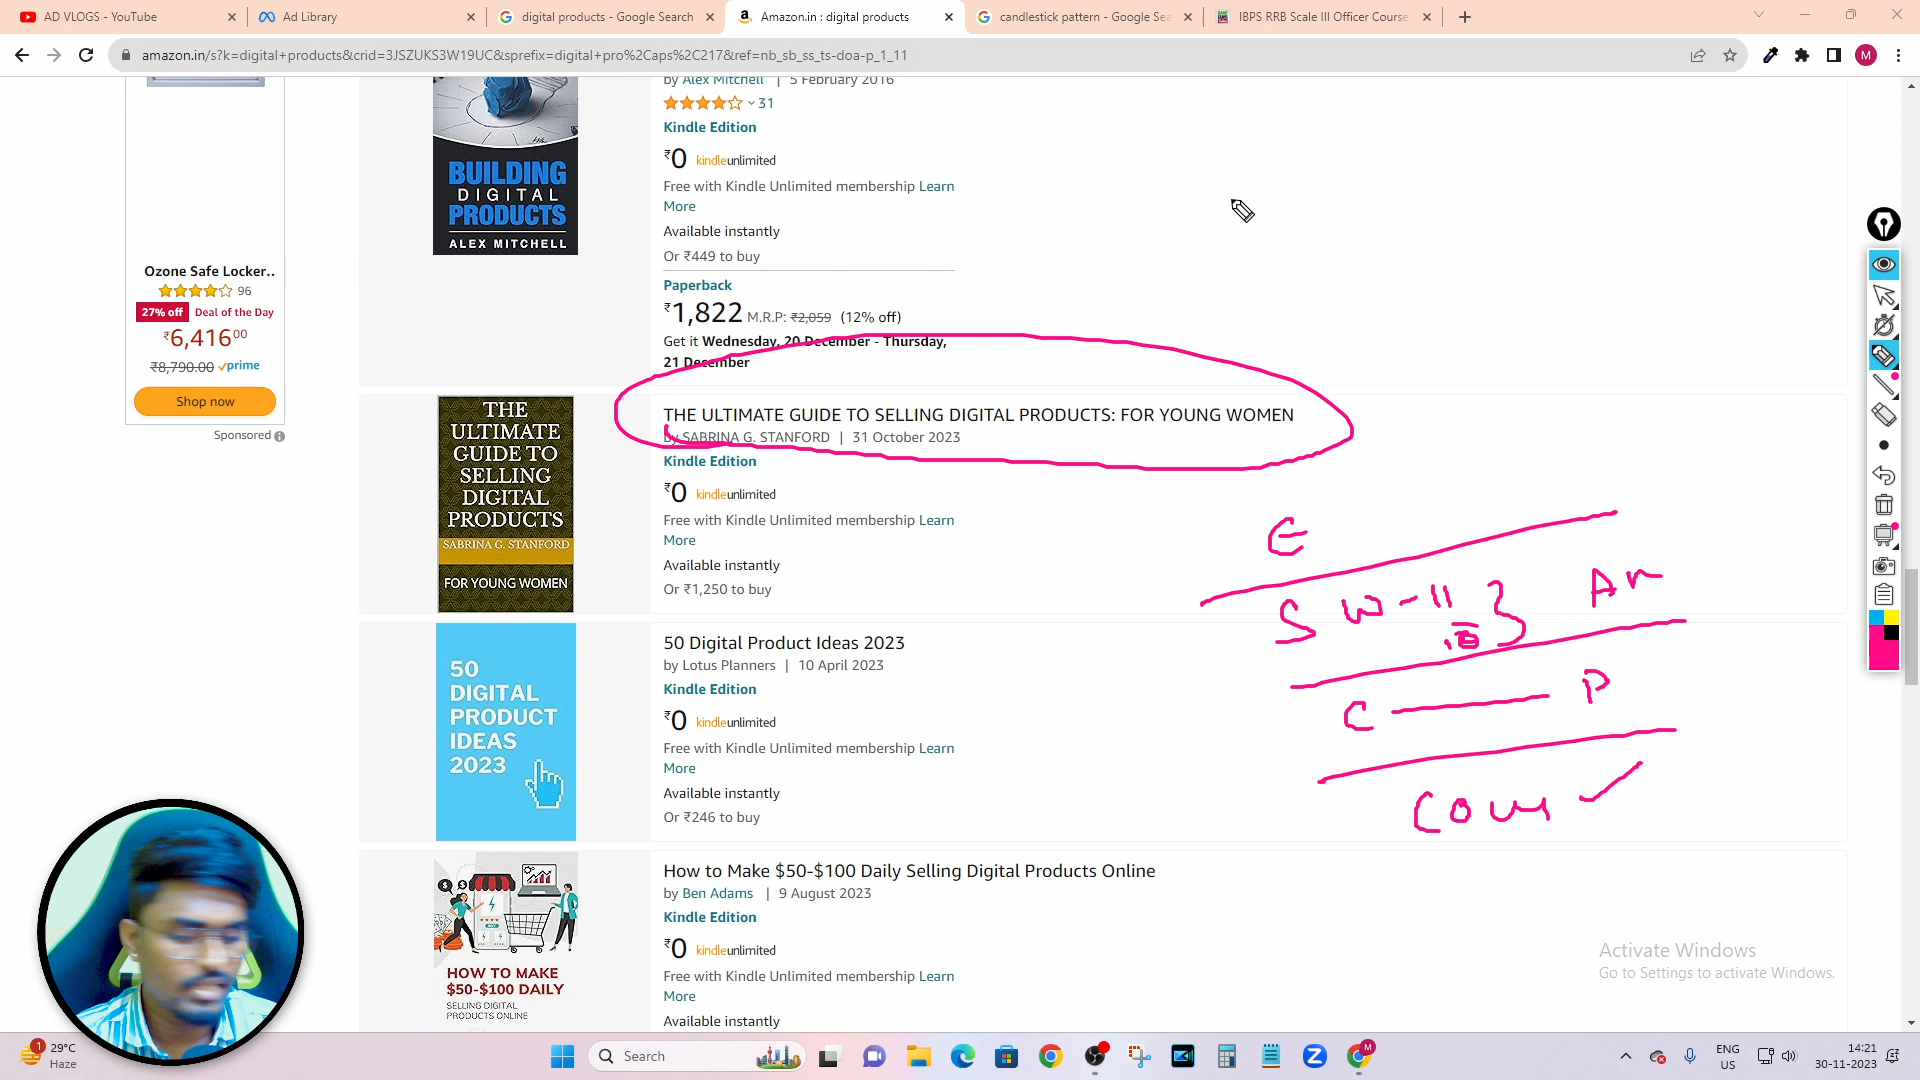 AD VLOGS - YouTube
Ad Library
digital products - Google Search
Amazon.in : digital products
candlestick pattern - Google Sea
IBPS RRB Scale III Officer Course
amazon.in/s?k=digital+products&crid=3JSZUKS3W19UC&sprefix=digital+pro%2Caps%2C217&ref=nb_sb_ss_ts-doa-p_1_11
M
by Alex Mitchell | 5 February 2016
31
Kindle Edition
₹0 kindleunlimited
Free with Kindle Unlimited membership Learn
More
Available instantly
Or ₹449 to buy
Paperback
₹1,822 M.R.P: ₹2,059 (12% off)
Get it Wednesday, 20 December - Thursday,
21 December
BUILDING
DIGITAL
PRODUCTS
ALEX MITCHELL
Ozone Safe Locker..
96
27% off Deal of the Day
₹6,41600
₹8,790.00 prime
Shop now
Sponsored
THE ULTIMATE GUIDE TO SELLING DIGITAL PRODUCTS: FOR YOUNG WOMEN
by SABRINA G. STANFORD | 31 October 2023
Kindle Edition
₹0 kindleunlimited
Free with Kindle Unlimited membership Learn
More
Available instantly
Or ₹1,250 to buy
THE
ULTIMATE
GUIDE TO
SELLING
DIGITAL
PRODUCTS
SABRINA G. STANFORD
FOR YOUNG WOMEN
E
C P
50 Digital Product Ideas 2023
by Lotus Planners | 10 April 2023
Kindle Edition
₹0 kindleunlimited
Free with Kindle Unlimited membership Learn
More
Available instantly
Or ₹246 to buy
50
DIGITAL
PRODUCT
IDEAS
2023
How to Make $50-$100 Daily Selling Digital Products Online
by Ben Adams | 9 August 2023
Kindle Edition
₹0 kindleunlimited
Free with Kindle Unlimited membership Learn
More
Available instantly
HOW TO MAKE
$50-$100 DAILY
SELLING DIGITAL
PRODUCTS ONLINE
Activate Windows
Go to Settings to activate Windows.
1
29°C
Haze
Search
M
ENG
US
14:21
30-11-2023